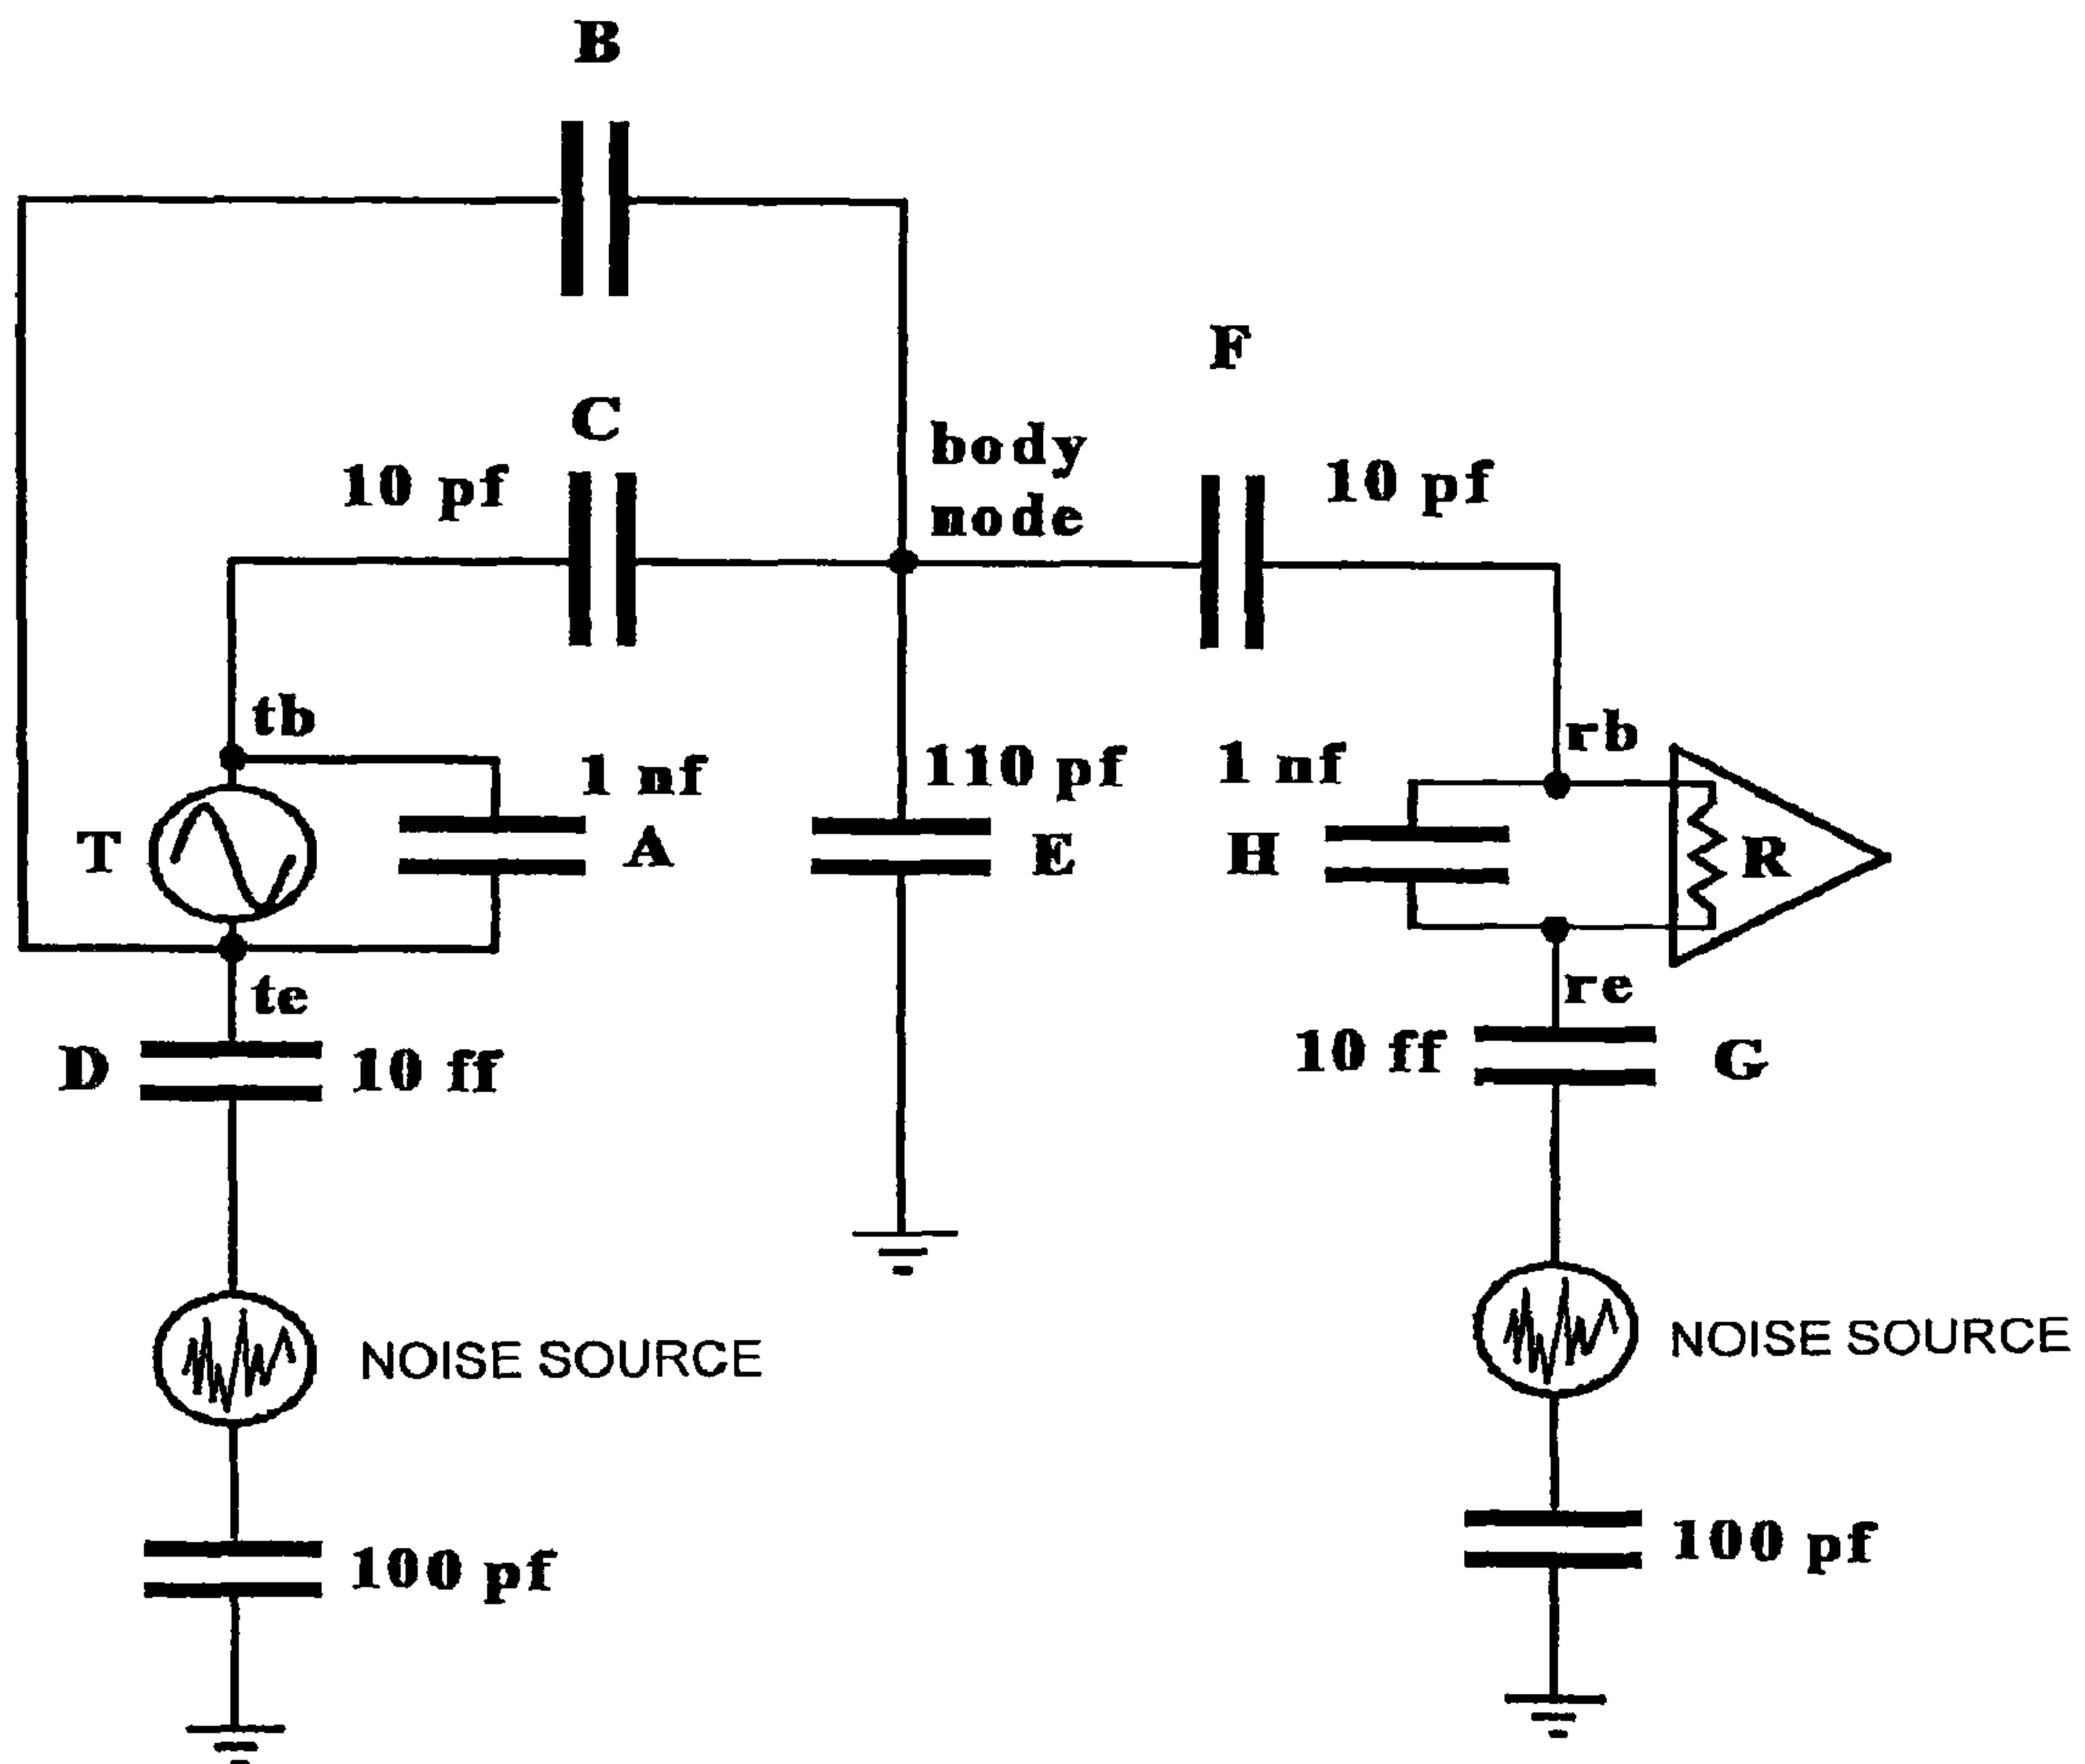 B
F
C
10 pf
body
node
10 pf
tb
1 nf
110 pf
1 nf
rb
T
A
E
H
R
te
re
D
10 ff
10 ff
G
NOISE SOURCE
NOISE SOURCE
100 pf
100 pf